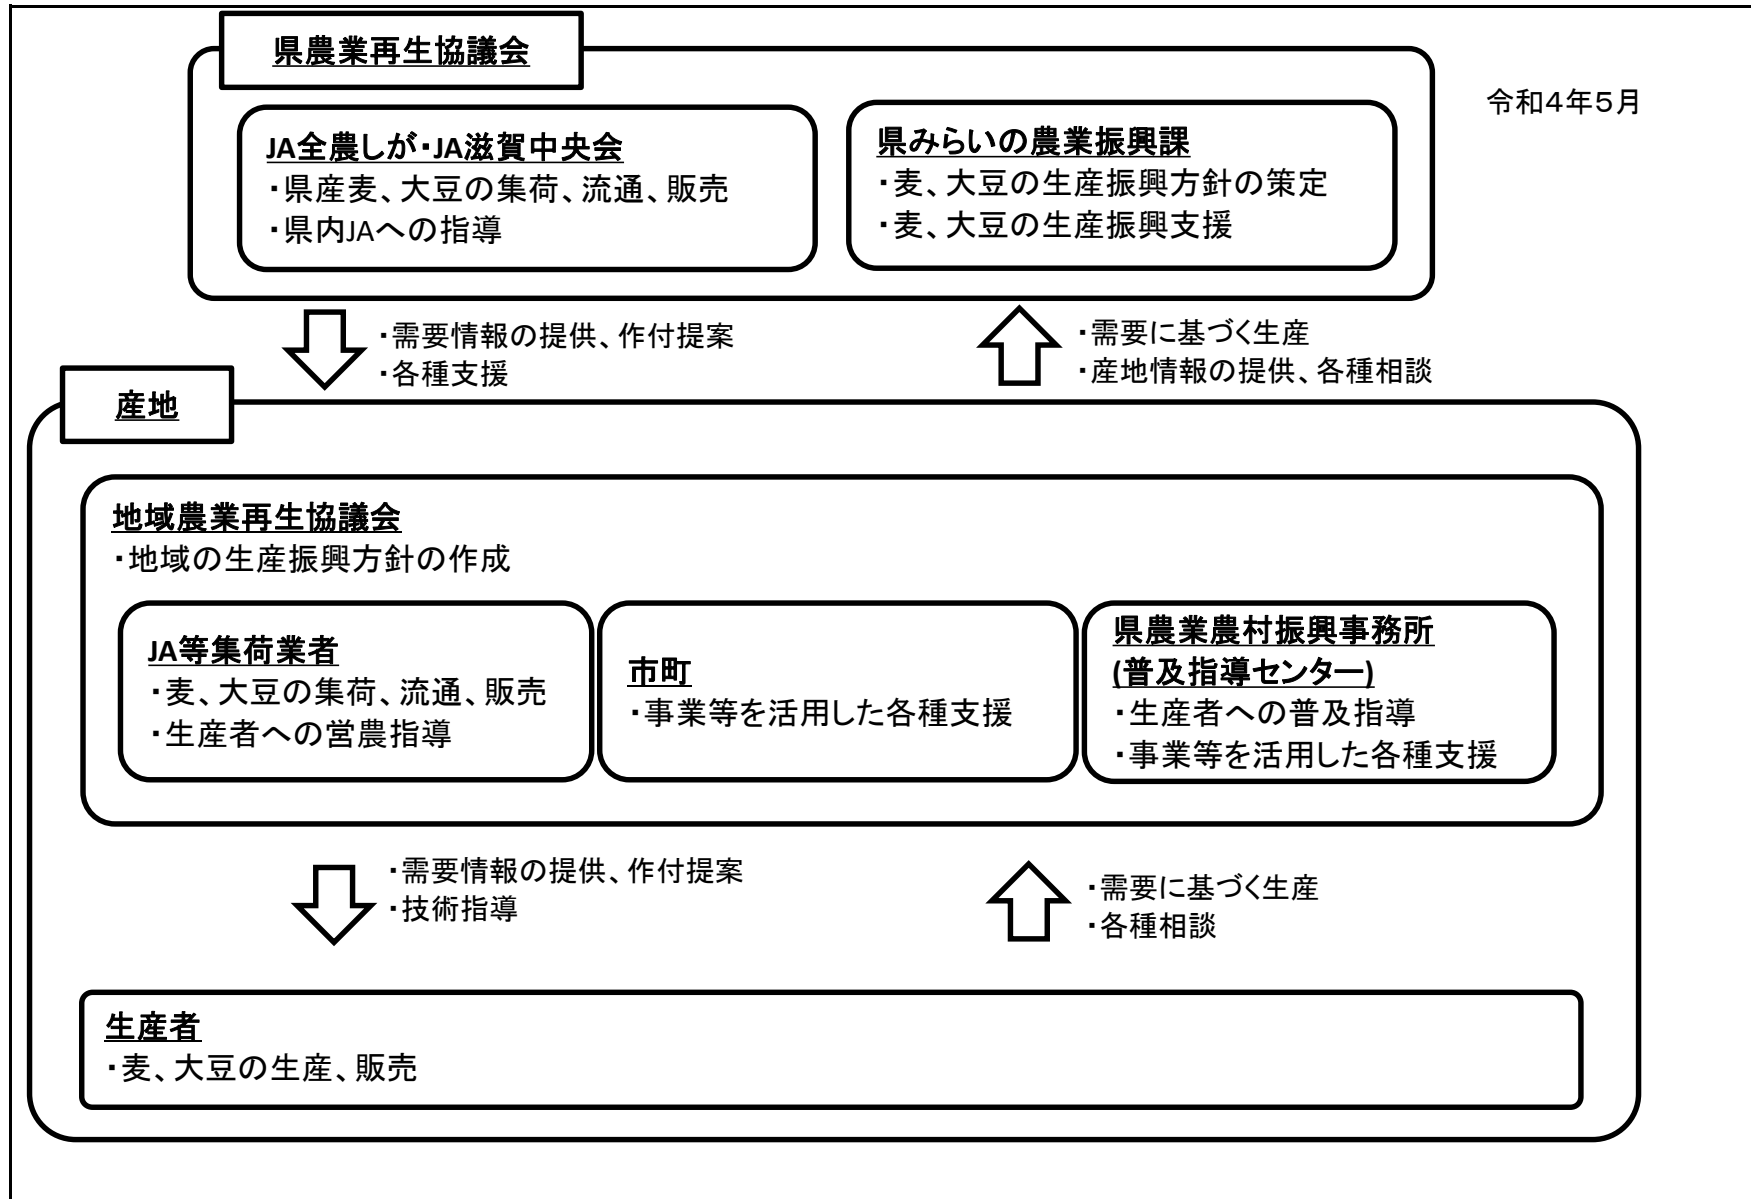 県農業再生協議会
令和4年5月
JA全農しが・JA滋賀中央会
・県産麦、大豆の集荷、流通、販売
・県内JAへの指導
県みらいの農業振興課
・麦、大豆の生産振興方針の策定
・麦、大豆の生産振興支援
・需要情報の提供、作付提案
・各種支援
・需要に基づく生産
・産地情報の提供、各種相談
産地
地域農業再生協議会
・地域の生産振興方針の作成
JA等集荷業者
・麦、大豆の集荷、流通、販売
・生産者への営農指導
市町
・事業等を活用した各種支援
県農業農村振興事務所
(普及指導センター)
・生産者への普及指導
・事業等を活用した各種支援
・需要情報の提供、作付提案
・技術指導
・需要に基づく生産
・各種相談
生産者
・麦、大豆の生産、販売